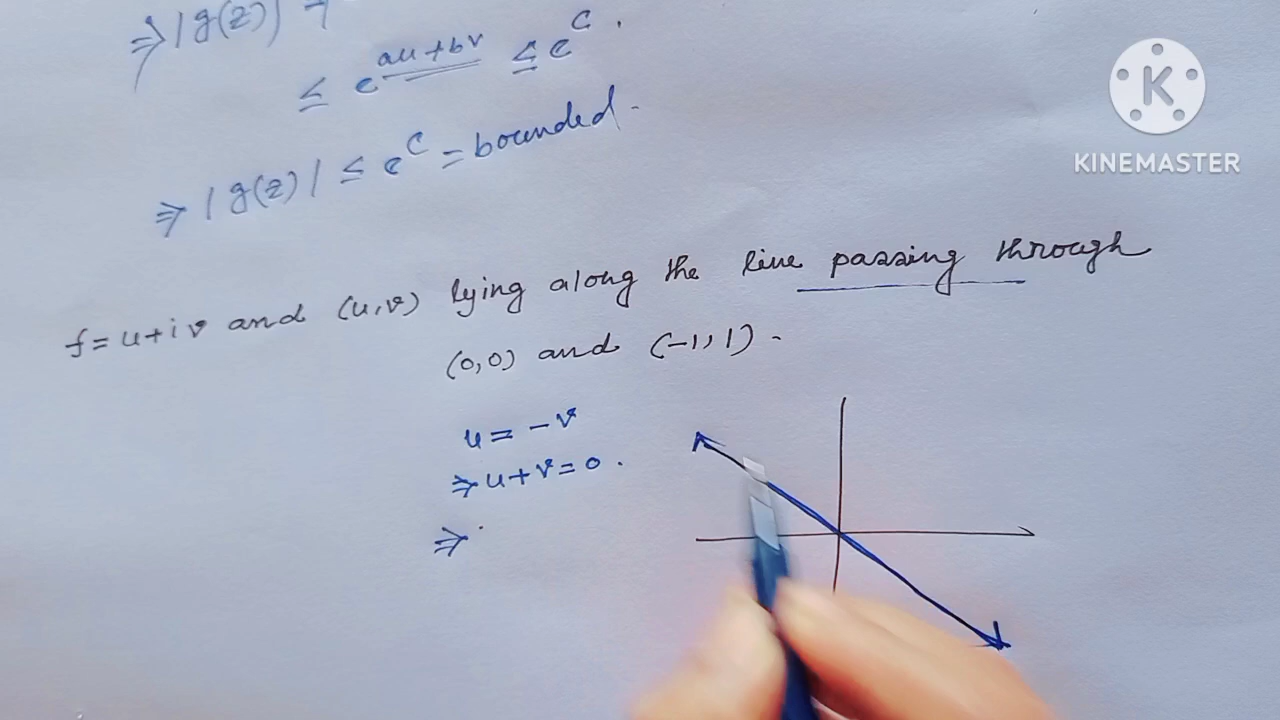 ⇒ |g(z)|
≤ e^{au+bv} ≤ e^C.
⇒ |g(z)| ≤ e^C = bounded.
f = u+iv and (u,v) lying along the line passing through
(0,0) and (-1,1).
u = -v
⇒ u+v=0.
⇒
K
KINEMASTER